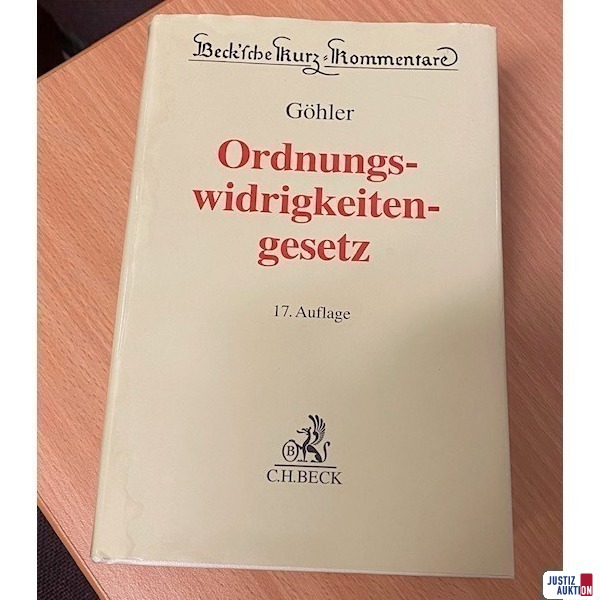 Beck'sche Kurz-Kommentare
Göhler
Ordnungs-
widrigkeiten-
gesetz
17. Auflage
B
C.H.BECK
JUSTIZ
AUKTION